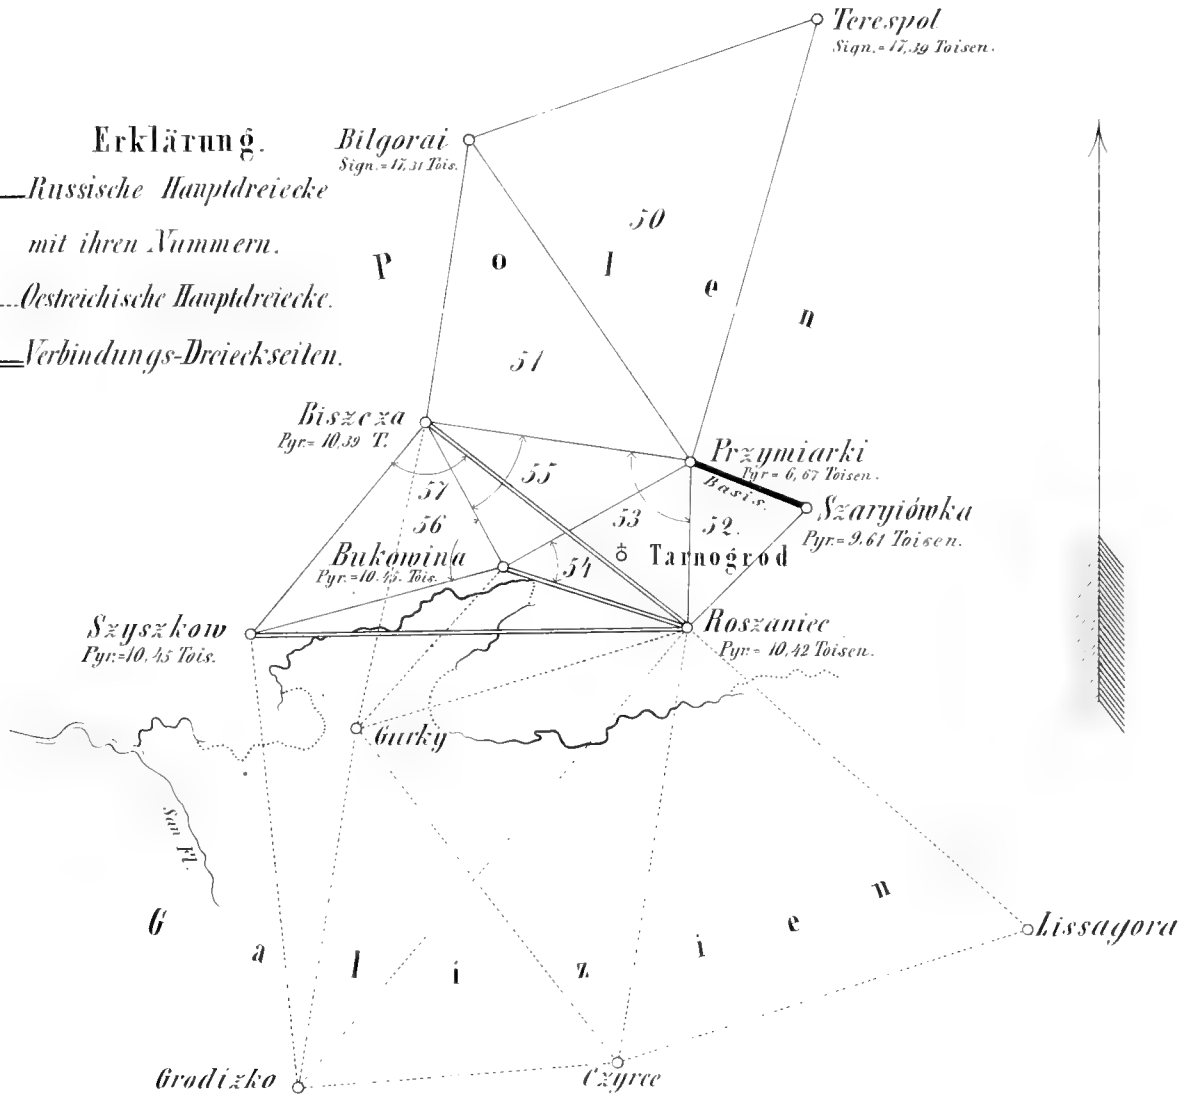 Terespol
Sign.= 17,39 Toisen.
Erklärung.
Russische Hauptdreiecke
mit ihren Nummern.
Oestreichische Hauptdreiecke.
Verbindungs-Dreieckseiten.
Bilgorai
Sign.= 17,31 Tois.
50
Polen
51
Biszcza
Pyr.= 10,39 T.
Przymiarki
Pyr = 6,67 Toisen.
Basis.
55
57
56
53
52.
Szaryiówka
Pyr.= 9.61 Toisen.
Bukowina
Pyr.=10.45. Tois.
54
Tarnogrod
Szyszkow
Pyr.=10,45 Tois.
Roszaniec
Pyr.= 10,42 Toisen.
Gurky
San Fl.
Galizien
Lissagora
Grodizko
Czyrce